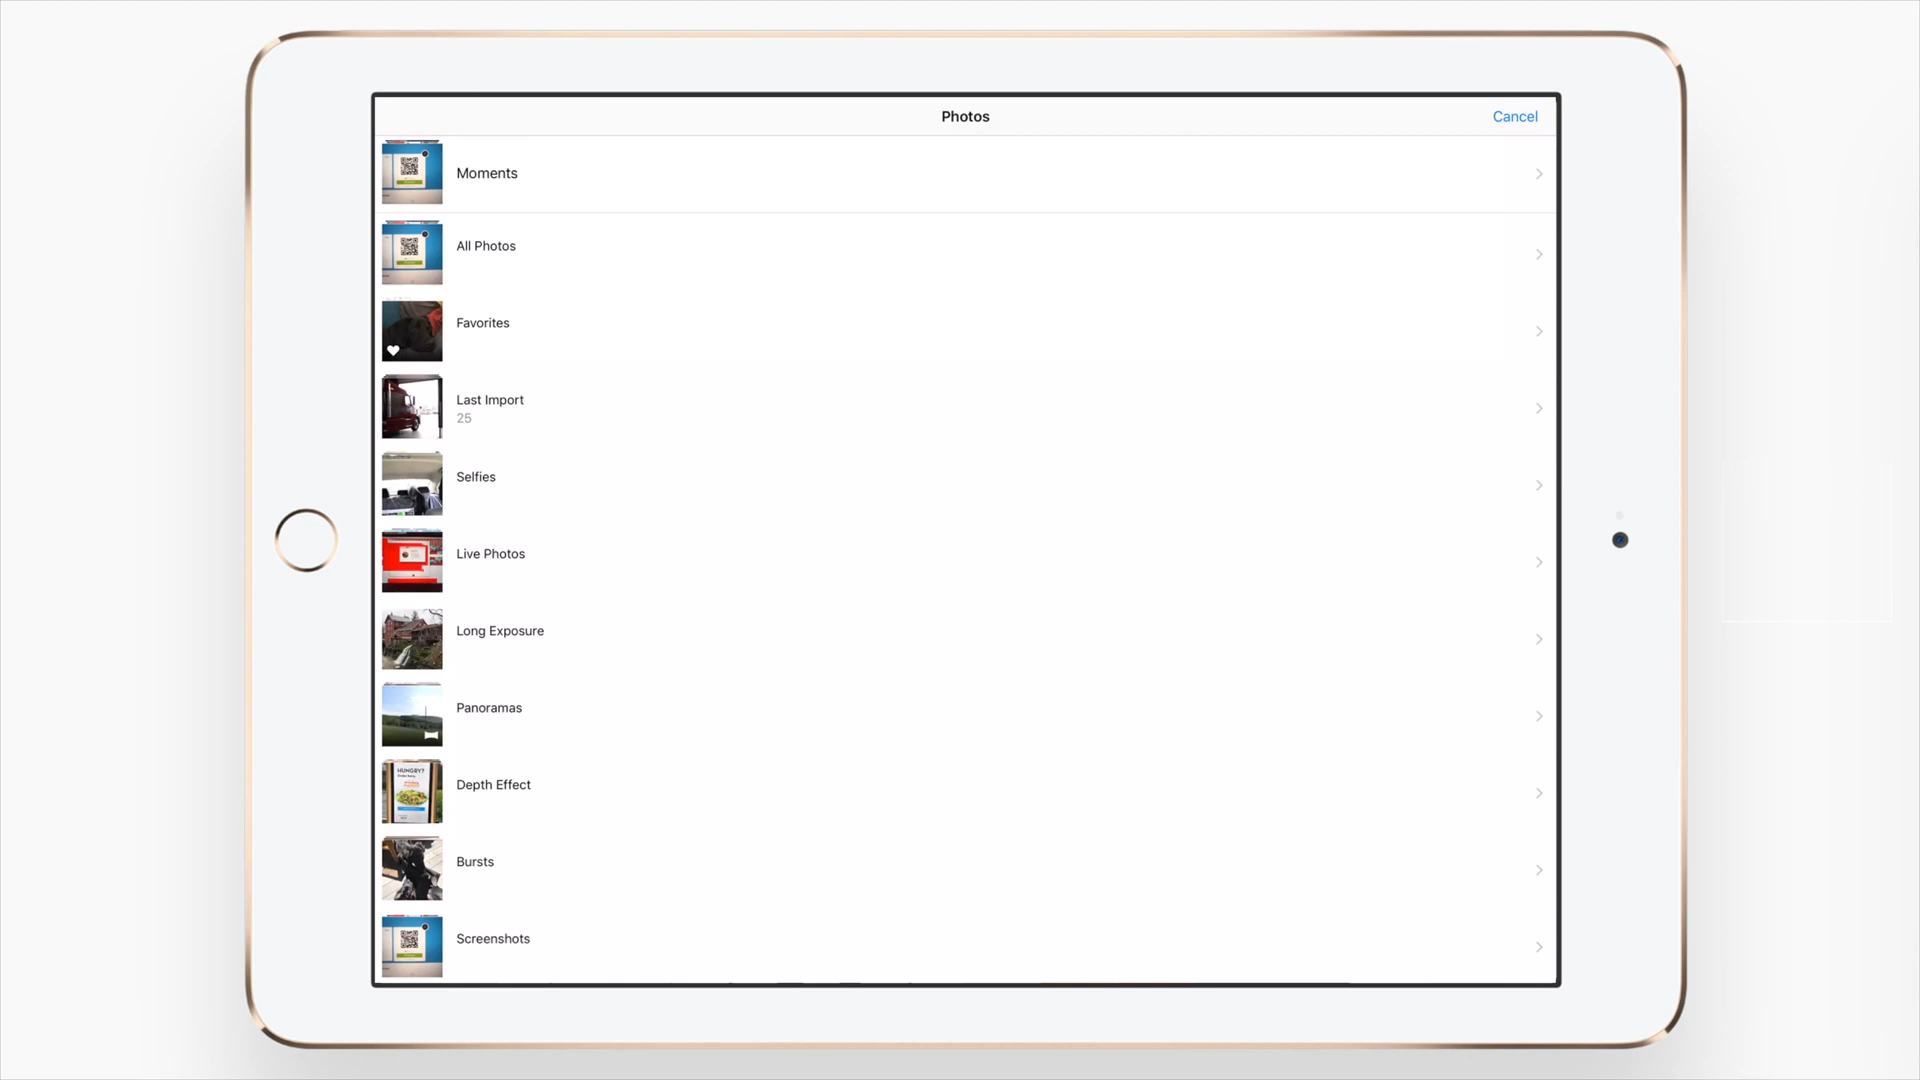 Photos
Cancel
Moments
All Photos
Favorites
Last Import
25
Selfies
Live Photos
Long Exposure
Panoramas
HUNGRY?
Depth Effect
Bursts
Screenshots